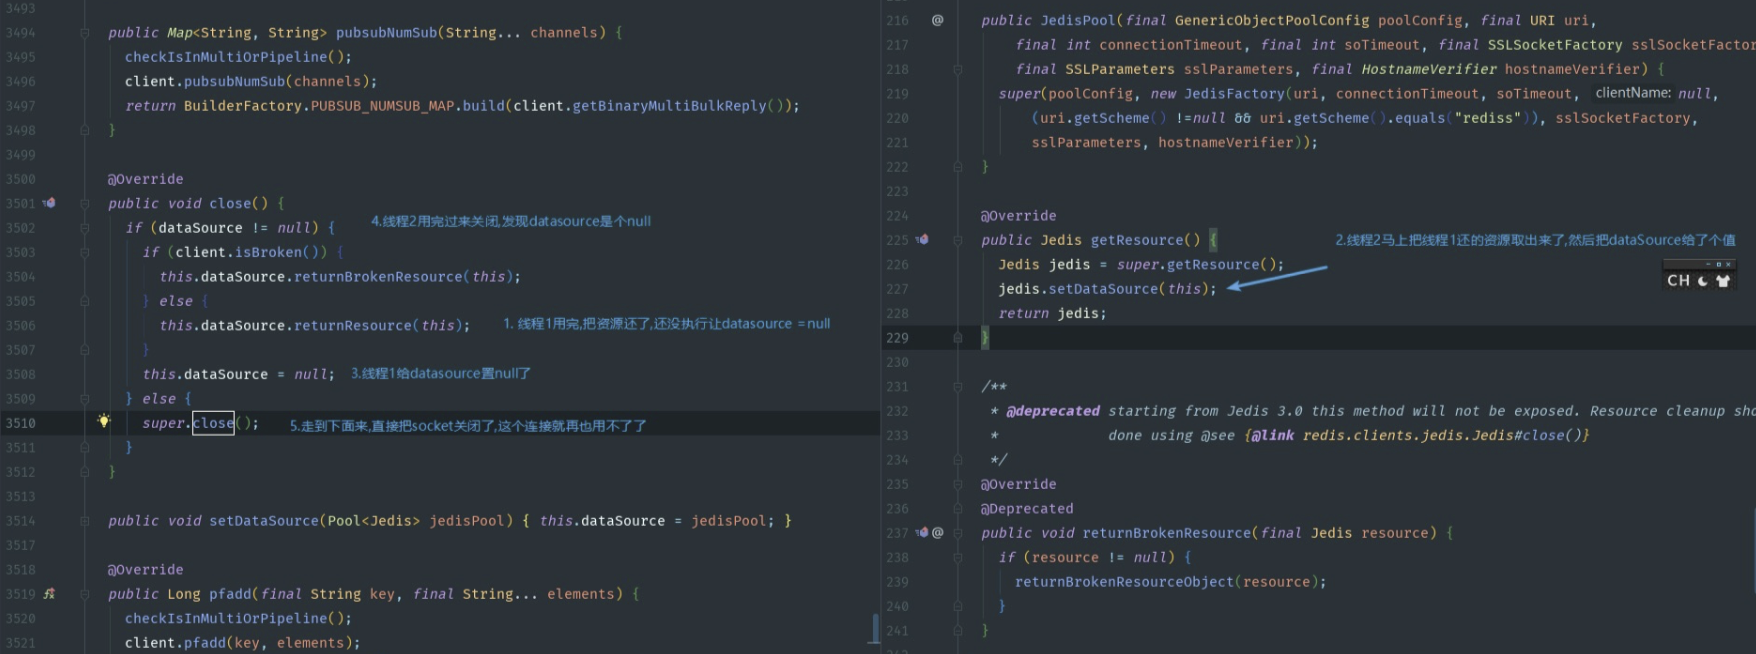 3493
3494 public Map<String, String> pubsubNumSub(String... channels) {
3495 checkIsInMultiOrPipeline();
3496 client.pubsubNumSub(channels);
3497 return BuilderFactory.PUBSUB_NUMSUB_MAP.build(client.getBinaryMultiBulkReply());
3498 }
3499
3500 @Override
3501 public void close() {
3502 if (dataSource != null) { 4.线程2用完过来关闭,发现datasource是个null
3503 if (client.isBroken()) {
3504 this.dataSource.returnBrokenResource(this);
3505 } else {
3506 this.dataSource.returnResource(this); 1. 线程1用完,把资源还了,还没执行让datasource =null
3507 }
3508 this.dataSource = null; 3.线程1给datasource置null了
3509 } else {
3510 super.close(); 5.走到下面来,直接把socket关闭了,这个连接就再也用不了了
3511 }
3512 }
3513
3514 public void setDataSource(Pool<Jedis> jedisPool) { this.dataSource = jedisPool; }
3517
3518 @Override
3519 public Long pfadd(final String key, final String... elements) {
3520 checkIsInMultiOrPipeline();
3521 client.pfadd(key, elements);
216 @ public JedisPool(final GenericObjectPoolConfig poolConfig, final URI uri,
217 final int connectionTimeout, final int soTimeout, final SSLSocketFactory sslSocketFactor
218 final SSLParameters sslParameters, final HostnameVerifier hostnameVerifier) {
219 super(poolConfig, new JedisFactory(uri, connectionTimeout, soTimeout, clientName: null,
220 (uri.getScheme() !=null && uri.getScheme().equals("rediss")), sslSocketFactory,
221 sslParameters, hostnameVerifier));
222 }
223
224 @Override
225 public Jedis getResource() { 2.线程2马上把线程1还的资源取出来了,然后把dataSource给了个值
226 Jedis jedis = super.getResource();
CH
227 jedis.setDataSource(this);
228 return jedis;
229 }
230
231 /**
232 * @deprecated starting from Jedis 3.0 this method will not be exposed. Resource cleanup sho
233 * done using @see {@link redis.clients.jedis.Jedis#close()}
234 */
235 @Override
236 @Deprecated
237 @ public void returnBrokenResource(final Jedis resource) {
238 if (resource != null) {
239 returnBrokenResourceObject(resource);
240 }
241 }